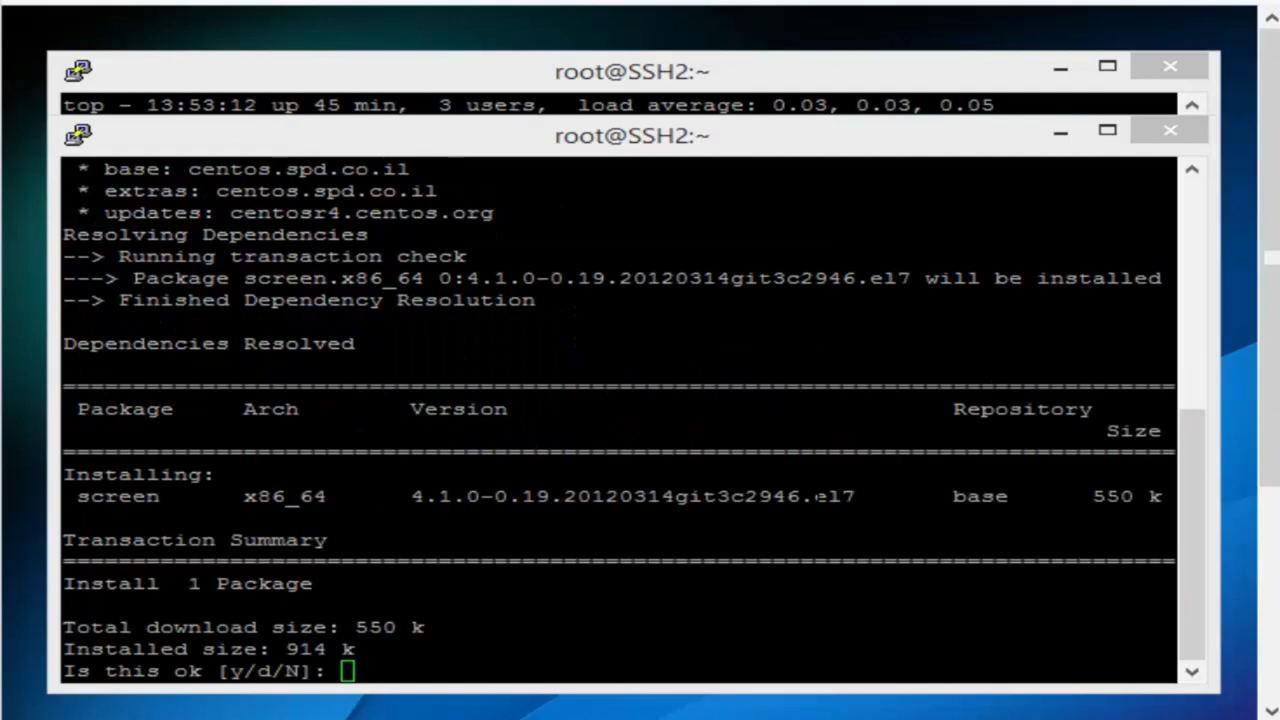 root@SSH2:~
top - 13:53:12 up 45 min,  3 users,  load average: 0.03, 0.03, 0.05
root@SSH2:~
 * base: centos.spd.co.il
 * extras: centos.spd.co.il
 * updates: centosr4.centos.org
Resolving Dependencies
--> Running transaction check
---> Package screen.x86_64 0:4.1.0-0.19.20120314git3c2946.el7 will be installed
--> Finished Dependency Resolution
Dependencies Resolved
================================================================================
 Package     Arch        Version                                Repository
                                                                           Size
================================================================================
Installing:
 screen      x86_64      4.1.0-0.19.20120314git3c2946.el7       base      550 k
Transaction Summary
================================================================================
Install  1 Package
Total download size: 550 k
Installed size: 914 k
Is this ok [y/d/N]: